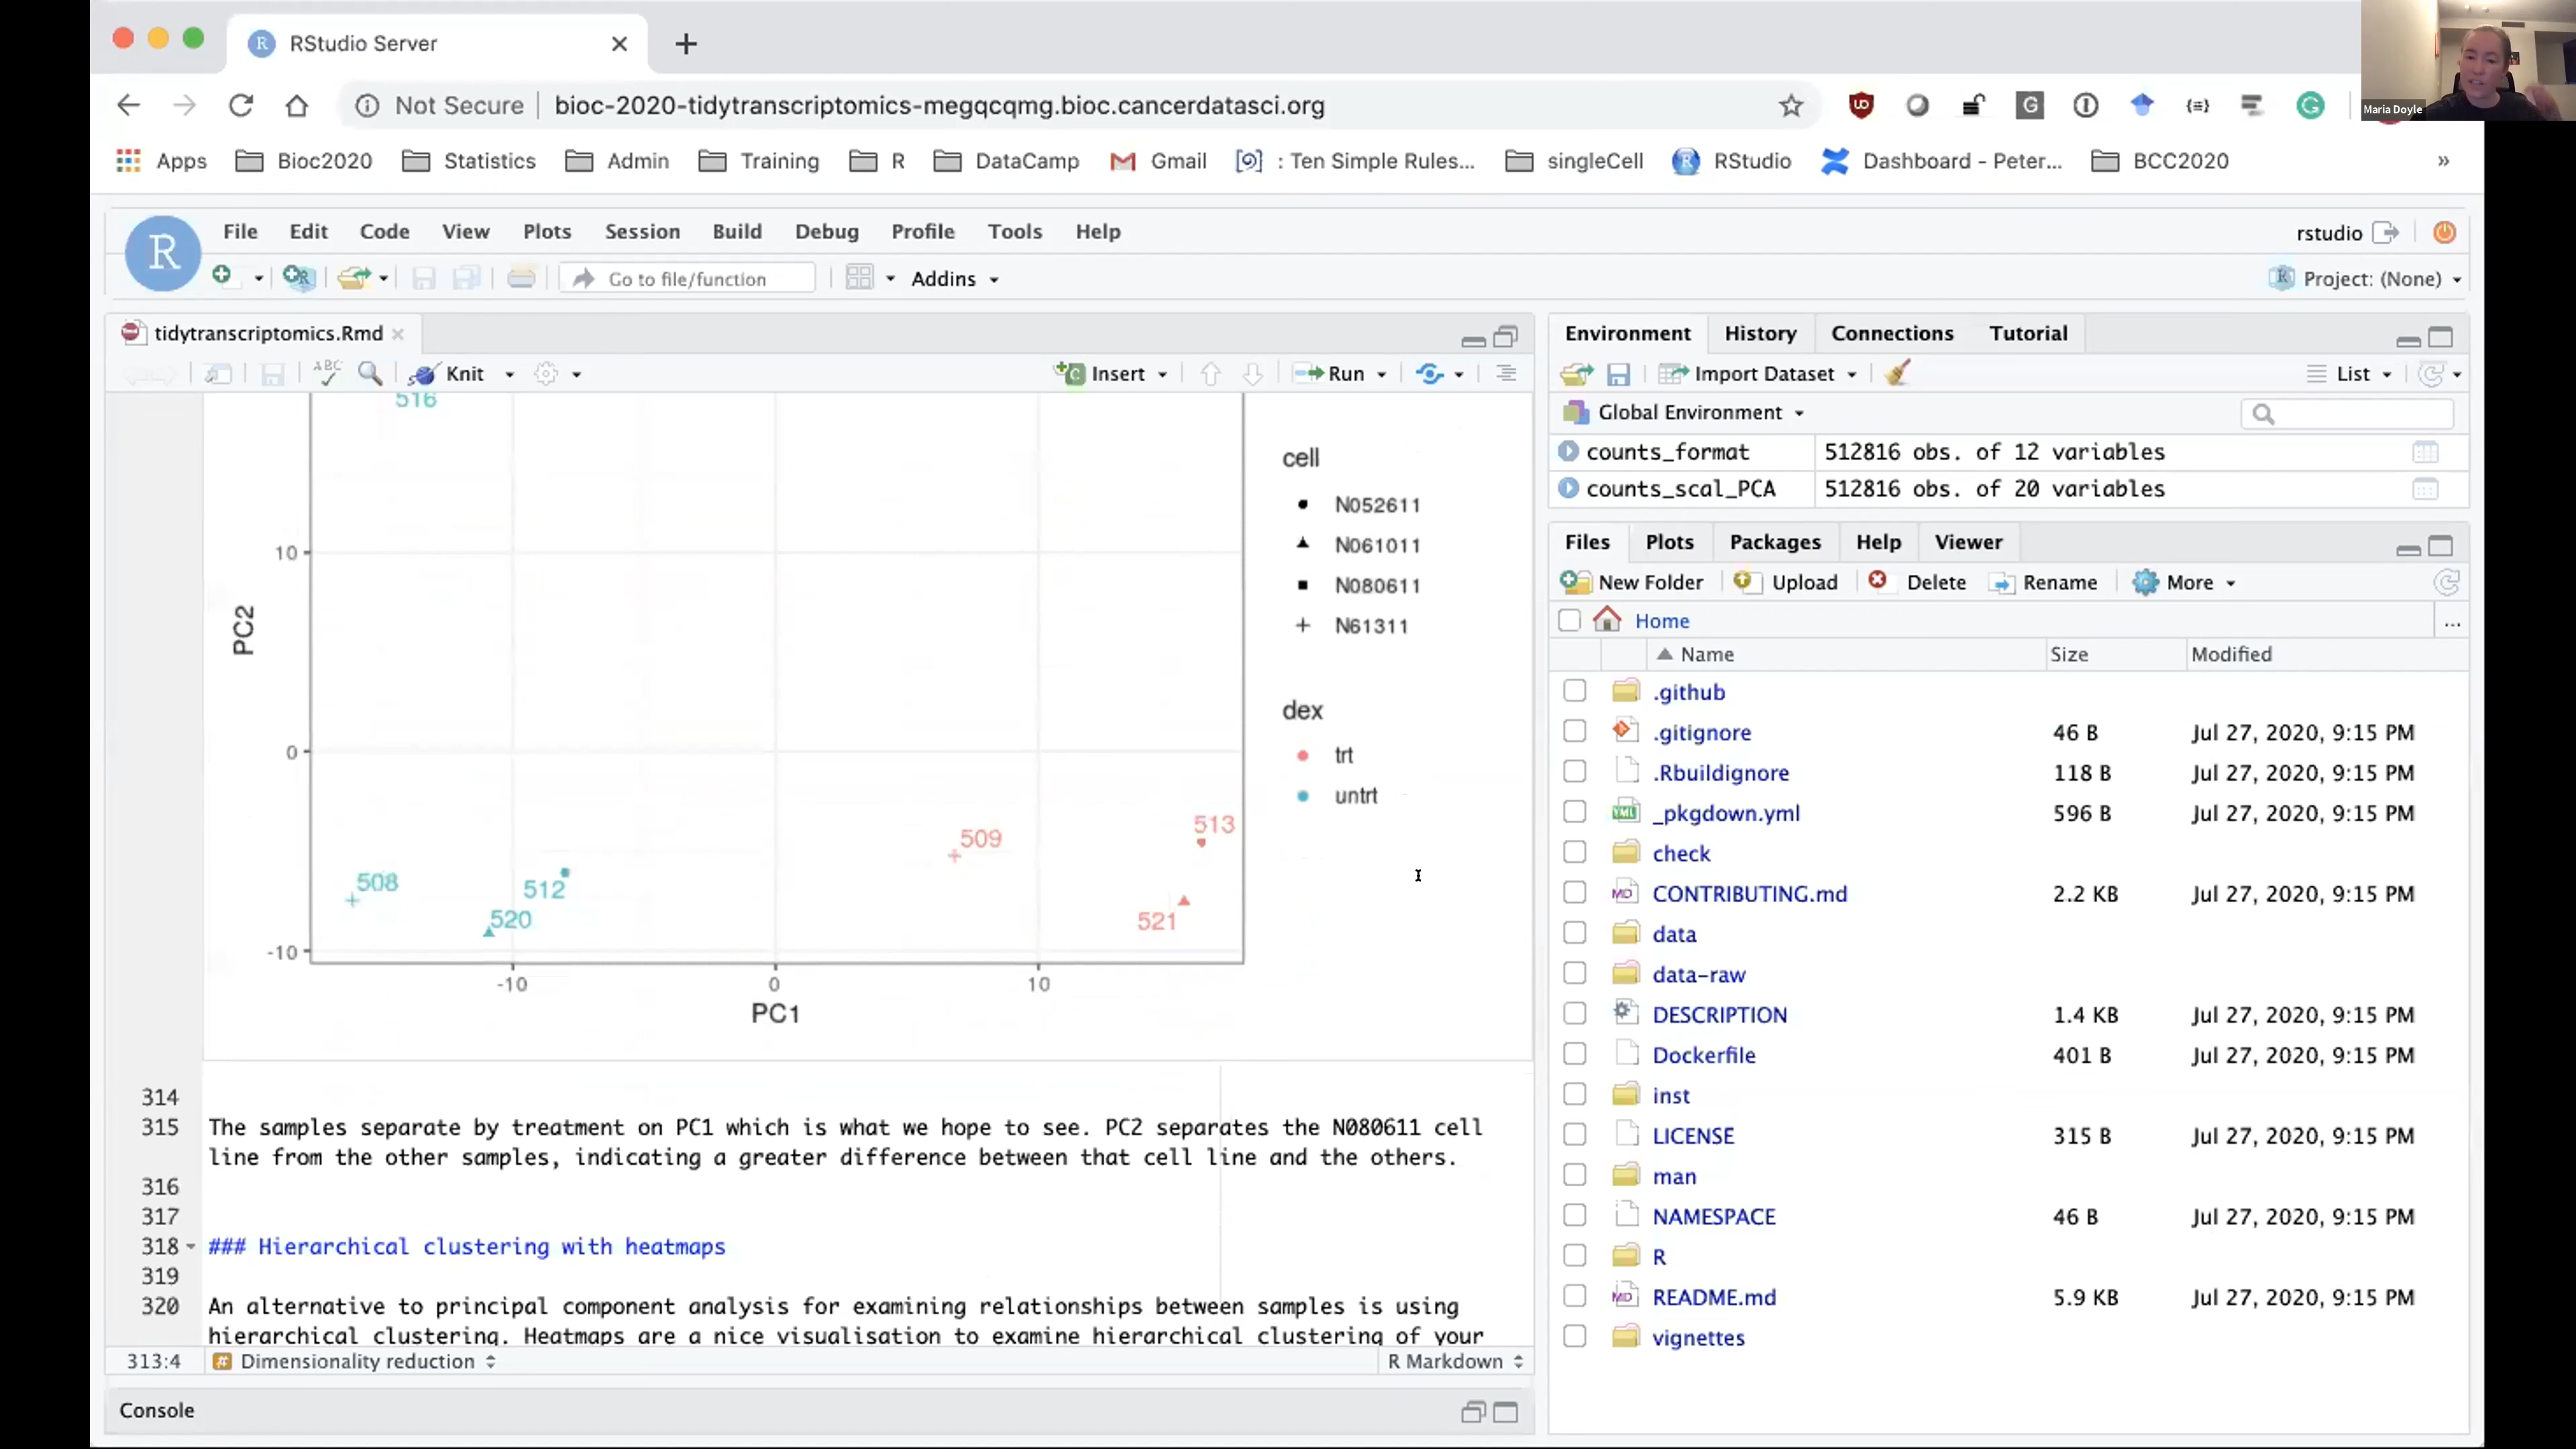 RStudio Server
Not Secure
bioc-2020-tidytranscriptomics-megqcqmg.bioc.cancerdatasci.org
Maria Doyle
Apps Bioc2020 Statistics Admin Training R DataCamp Gmail : Ten Simple Rules... singleCell RStudio Dashboard - Peter... BCC2020 »
File Edit Code View Plots Session Build Debug Profile Tools Help
rstudio
Go to file/function
Addins
Project: (None)
tidytranscriptomics.Rmd
ABC
Knit
Insert
Run
516
10
0
-10
PC2
508
512
520
509
513
521
-10 0 10
PC1
cell
N052611
N061011
N080611
N61311
dex
trt
untrt
314
315 The samples separate by treatment on PC1 which is what we hope to see. PC2 separates the N080611 cell
line from the other samples, indicating a greater difference between that cell line and the others.
316
317
318 ### Hierarchical clustering with heatmaps
319
320 An alternative to principal component analysis for examining relationships between samples is using
hierarchical clustering. Heatmaps are a nice visualisation to examine hierarchical clustering of your
313:4 # Dimensionality reduction
R Markdown
Console
Environment History Connections Tutorial
Import Dataset
List
Global Environment
counts_format 512816 obs. of 12 variables
counts_scal_PCA 512816 obs. of 20 variables
Files Plots Packages Help Viewer
New Folder Upload Delete Rename More
Home
...
Name Size Modified
.github
.gitignore 46 B Jul 27, 2020, 9:15 PM
.Rbuildignore 118 B Jul 27, 2020, 9:15 PM
_pkgdown.yml 596 B Jul 27, 2020, 9:15 PM
check
CONTRIBUTING.md 2.2 KB Jul 27, 2020, 9:15 PM
data
data-raw
DESCRIPTION 1.4 KB Jul 27, 2020, 9:15 PM
Dockerfile 401 B Jul 27, 2020, 9:15 PM
inst
LICENSE 315 B Jul 27, 2020, 9:15 PM
man
NAMESPACE 46 B Jul 27, 2020, 9:15 PM
R
README.md 5.9 KB Jul 27, 2020, 9:15 PM
vignettes